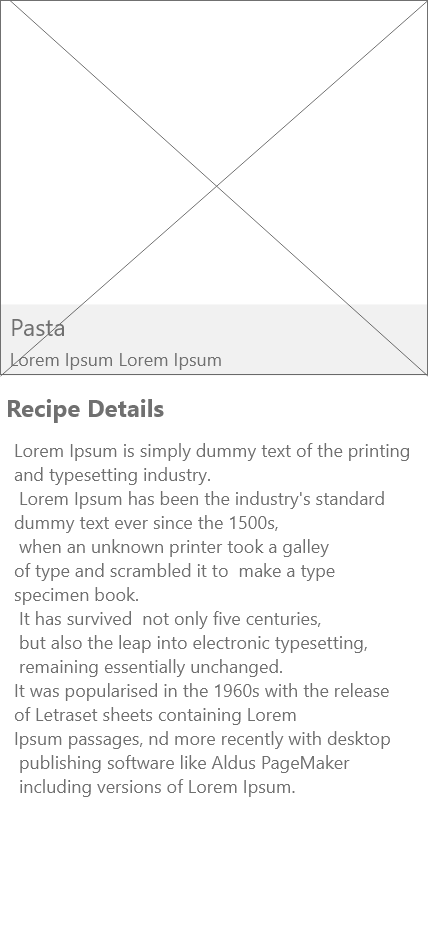 Pasta
Lorem Ipsum Lorem Ipsum
Recipe Details
Lorem Ipsum is simply dummy text of the printing
and typesetting industry.
Lorem Ipsum has been the industry's standard
dummy text ever since the 1500s,
when an unknown printer took a galley
of type and scrambled it to  make a type
specimen book.
It has survived  not only five centuries,
but also the leap into electronic typesetting,
remaining essentially unchanged.
It was popularised in the 1960s with the release
of Letraset sheets containing Lorem
Ipsum passages, nd more recently with desktop
publishing software like Aldus PageMaker
including versions of Lorem Ipsum.